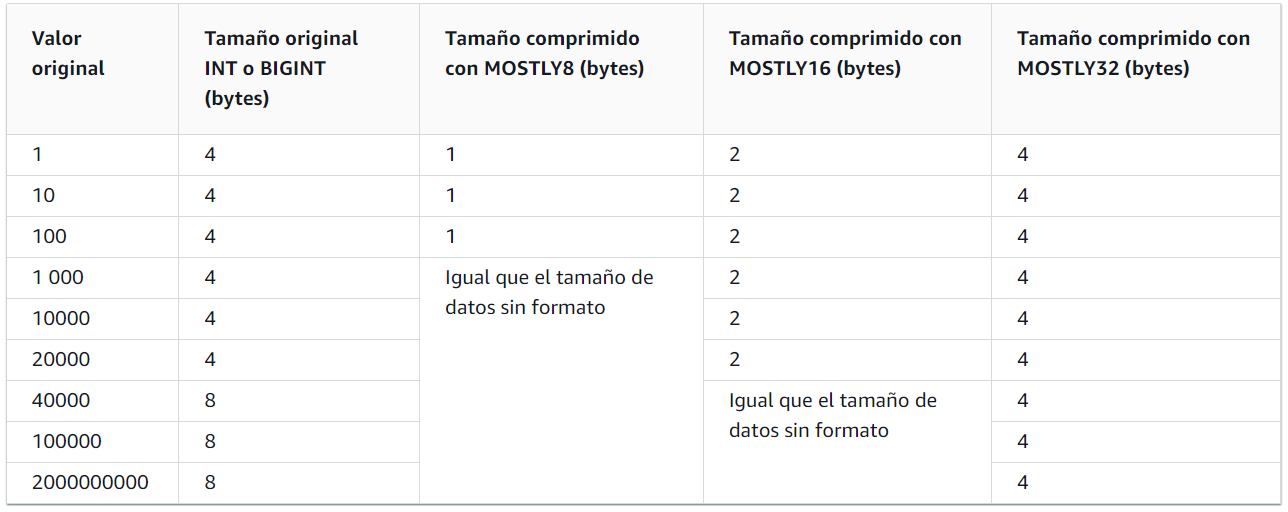 Valor original
Tamaño original INT o BIGINT (bytes)
Tamaño comprimido con MOSTLY8 (bytes)
Tamaño comprimido con MOSTLY16 (bytes)
Tamaño comprimido con MOSTLY32 (bytes)
1 4 1 2 4
10 4 1 2 4
100 4 1 2 4
1 000 4 Igual que el tamaño de datos sin formato 2 4
10000 4 2 4
20000 4 2 4
40000 8 Igual que el tamaño de datos sin formato 4
100000 8 4
2000000000 8 4